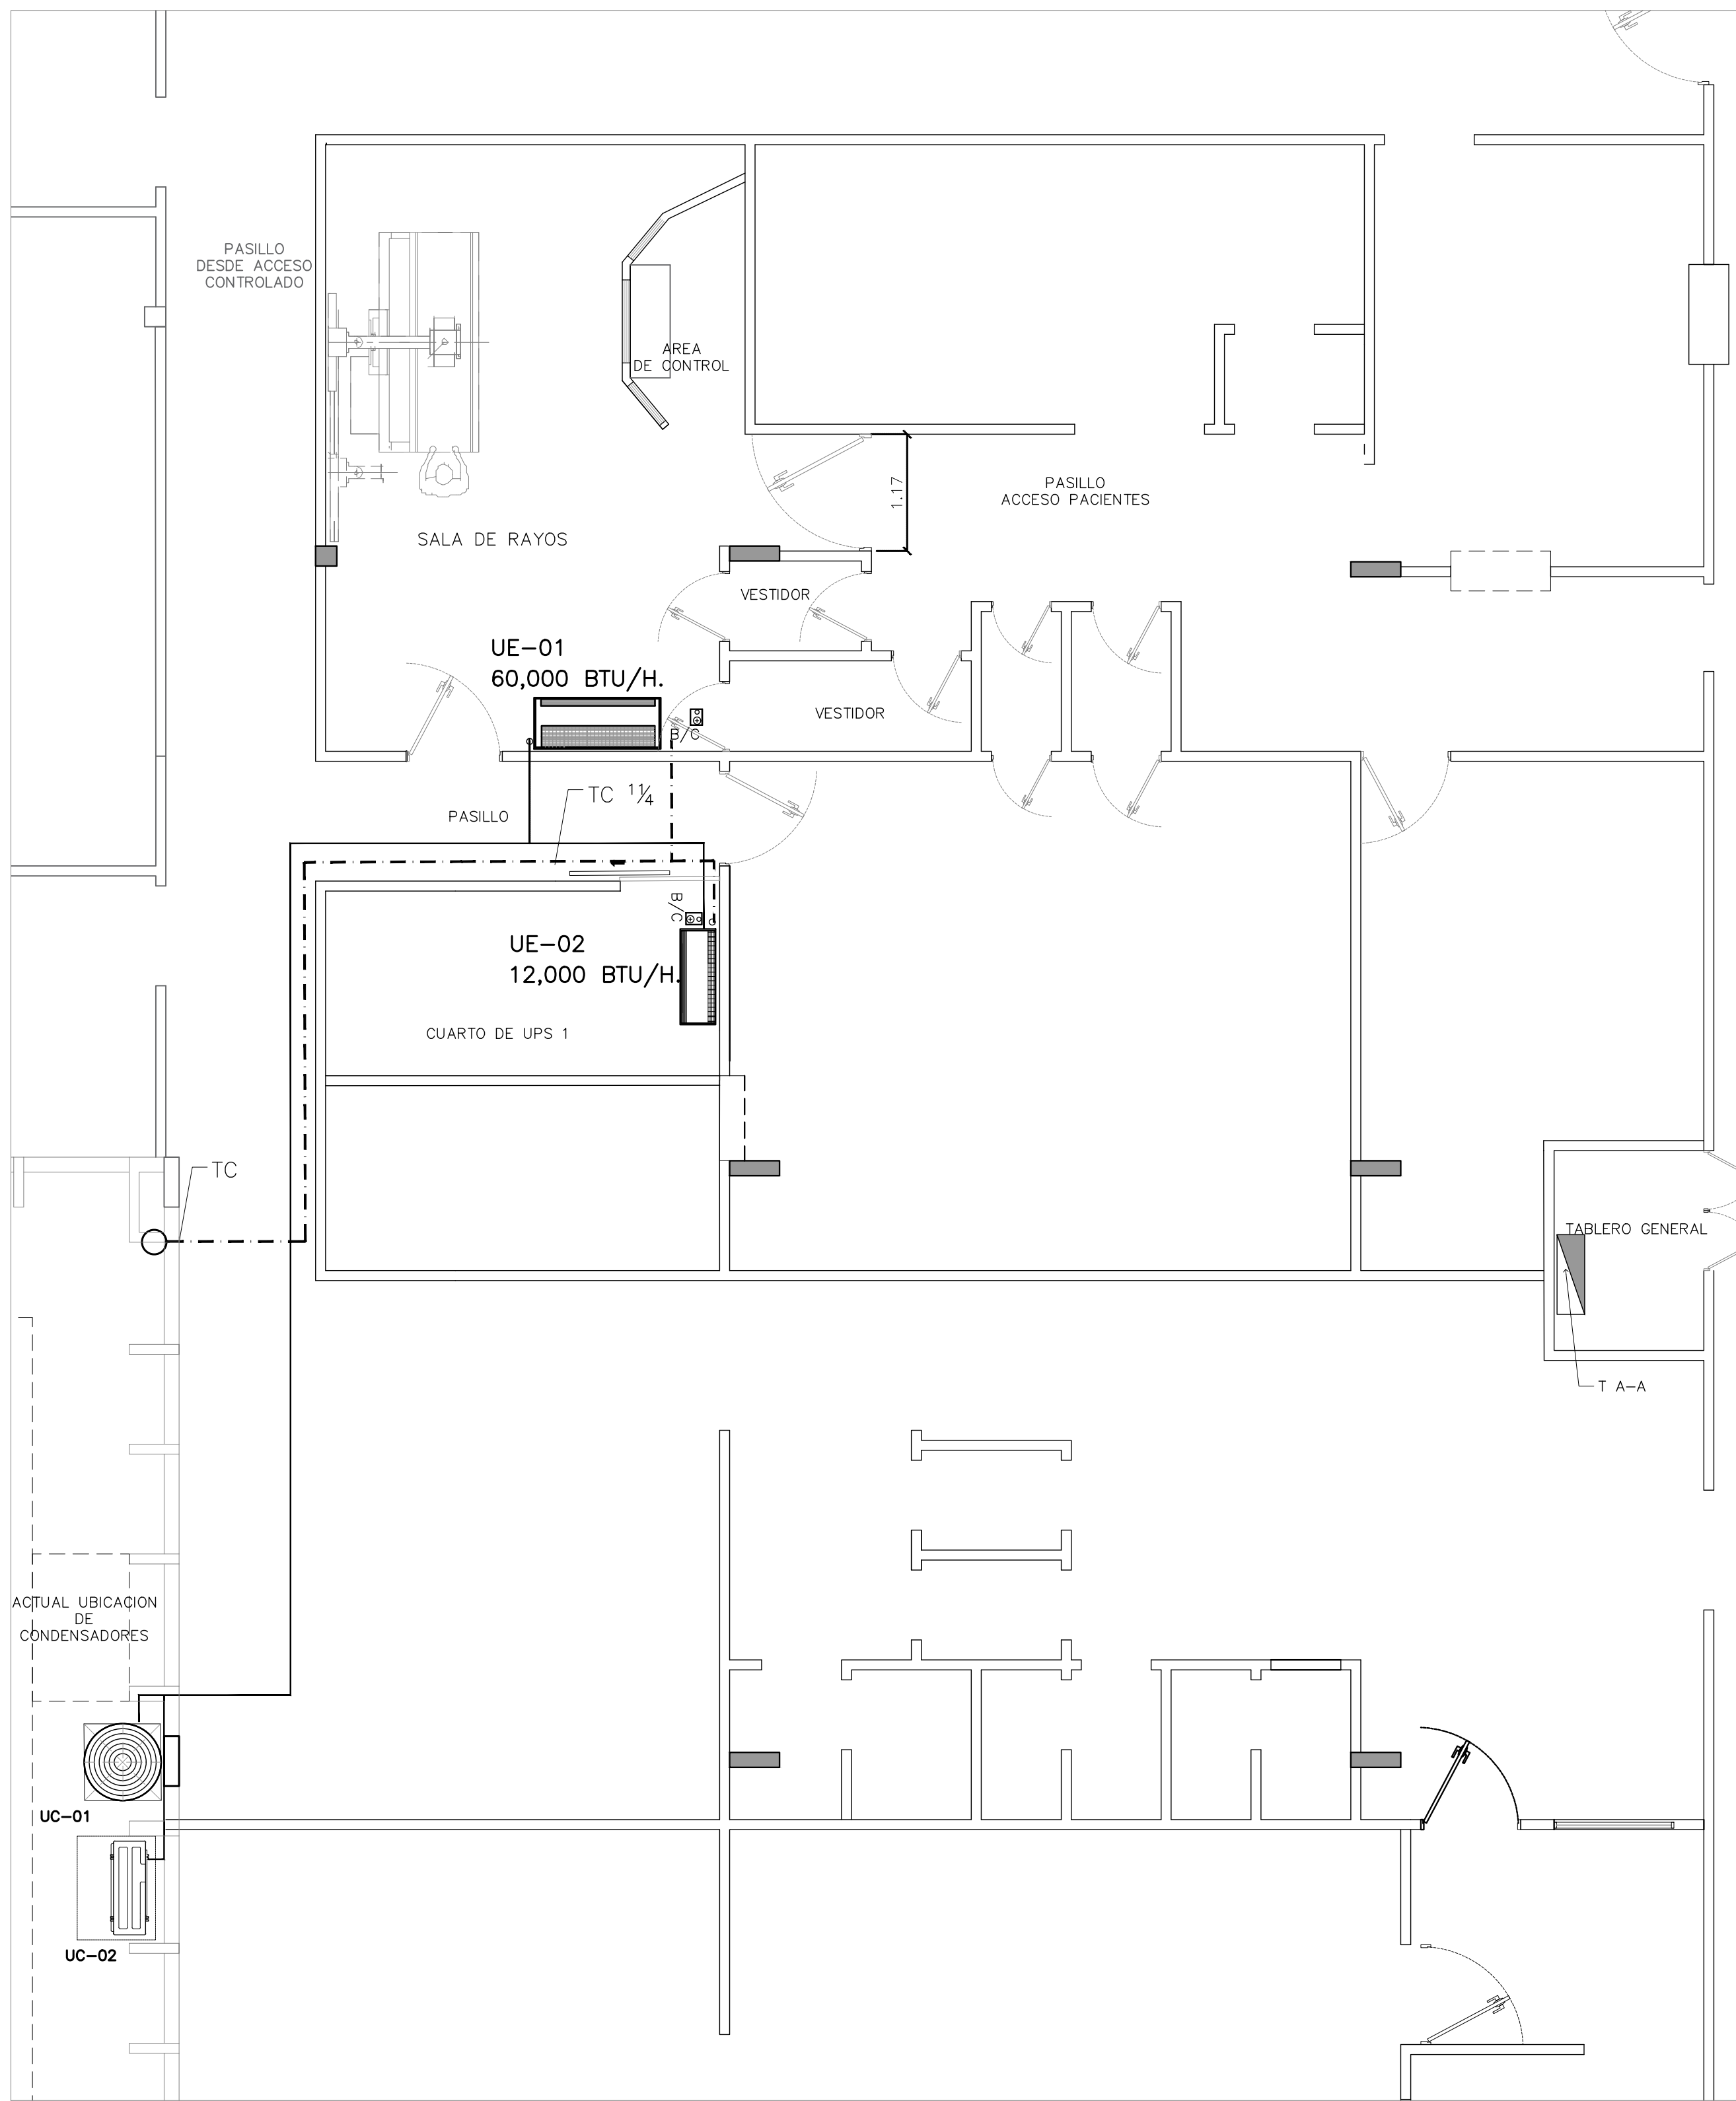 PASILLO
DESDE ACCESO
CONTROLADO
AREA
DE CONTROL
1.17
PASILLO
ACCESO PACIENTES
SALA DE RAYOS
VESTIDOR
UE-01
60,000 BTU/H.
VESTIDOR
B/C
TC 1¼
PASILLO
B/C
UE-02
12,000 BTU/H.
CUARTO DE UPS 1
TC
TABLERO GENERAL
T A-A
ACTUAL UBICACION
DE
CONDENSADORES
UC-01
UC-02